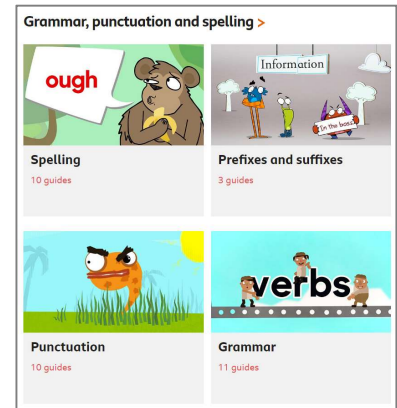 Grammar, punctuation and spelling >
ough
Information
In the box
Spelling
10 guides
Prefixes and suffixes
3 guides
verbs
Punctuation
10 guides
Grammar
11 guides